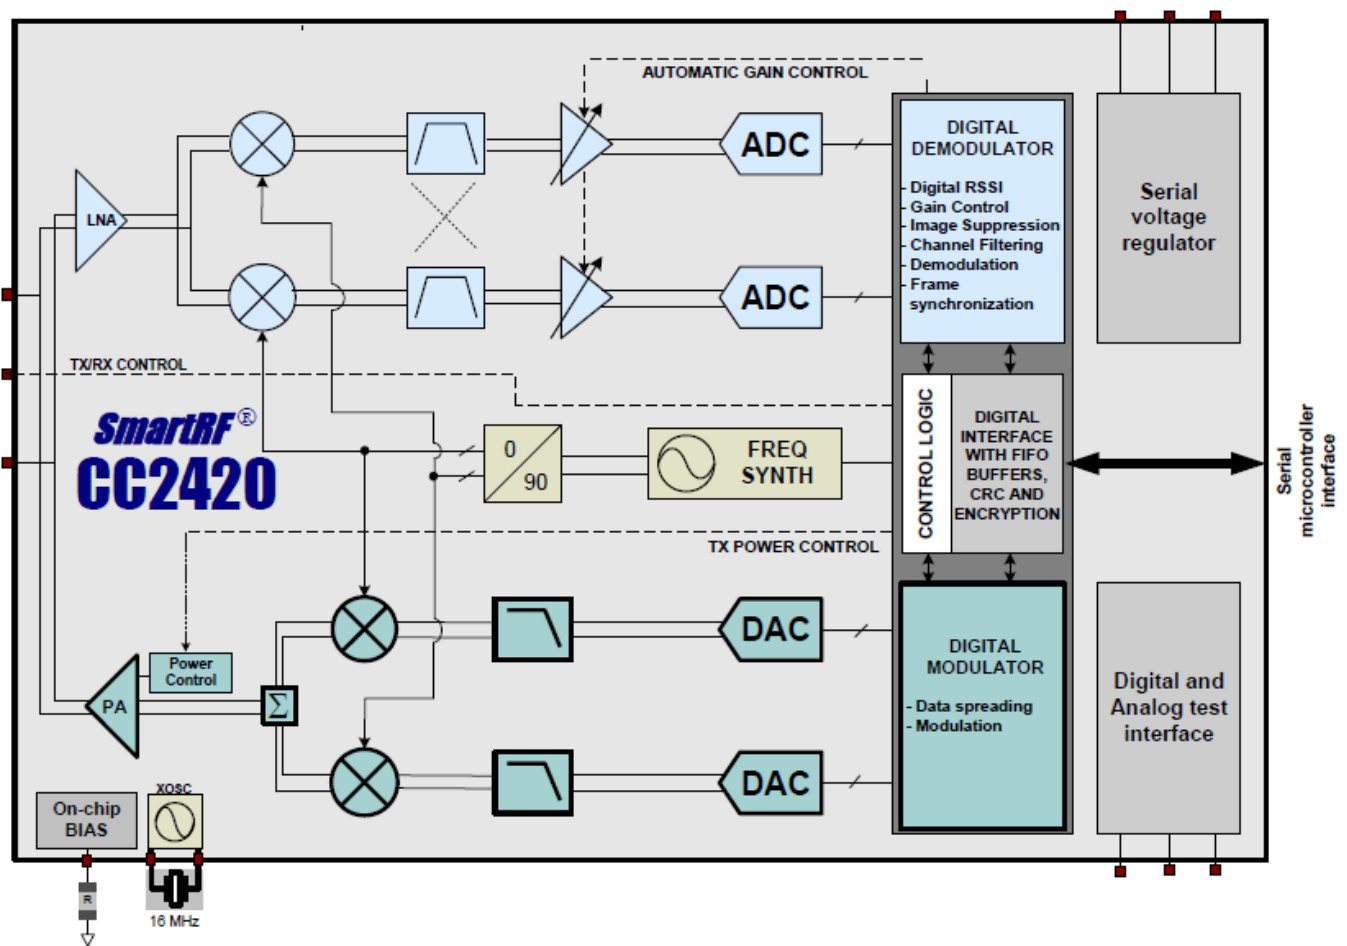 AUTOMATIC GAIN CONTROL
ADC
DIGITAL
DEMODULATOR
- Digital RSSI
- Gain Control
- Image Suppression
- Channel Filtering
- Demodulation
- Frame
synchronization
Serial
voltage
regulator
LNA
ADC
TX/RX CONTROL
SmartRF®
CC2420
0
90
FREQ
SYNTH
CONTROL LOGIC
DIGITAL
INTERFACE
WITH FIFO
BUFFERS,
CRC AND
ENCRYPTION
Serial
microcontroller
interface
TX POWER CONTROL
DAC
DIGITAL
MODULATOR
- Data spreading
- Modulation
Power
Control
PA
Σ
Digital and
Analog test
interface
DAC
On-chip
BIAS
XOSC
R
16 MHz